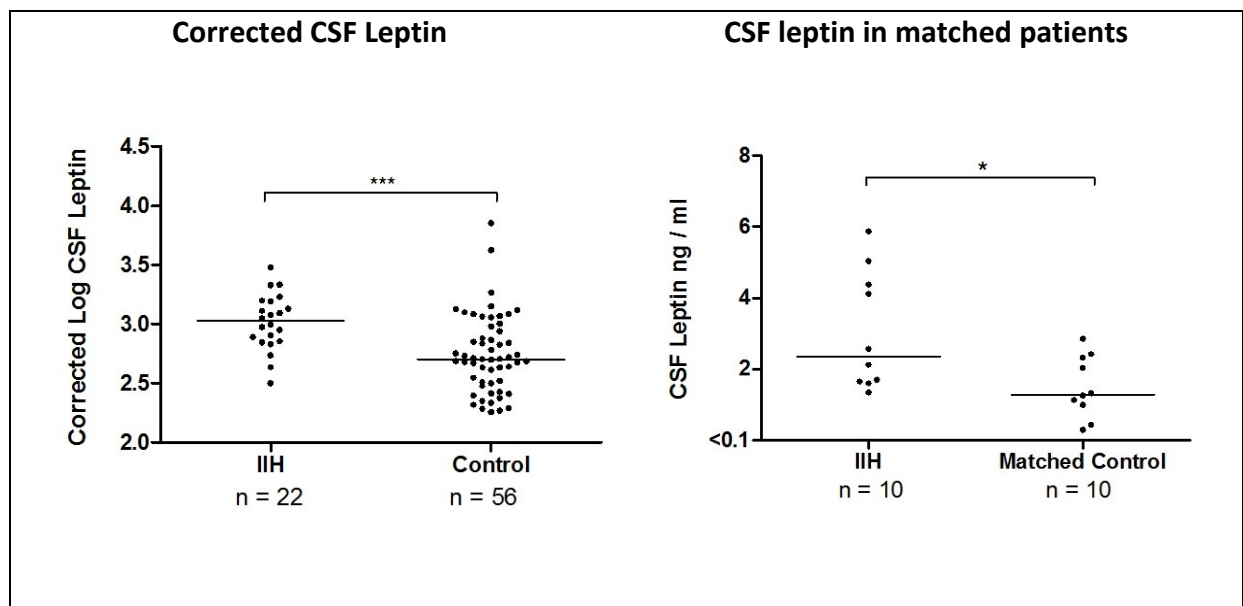 Corrected CSF Leptin
Corrected Log CSF Leptin
4.5
4.0
3.5
3.0
2.5
2.0
***
IIH
Control
n = 22
n = 56
CSF leptin in matched patients
CSF Leptin ng / ml
8
6
4
2
<0.1
*
IIH
Matched Control
n = 10
n = 10